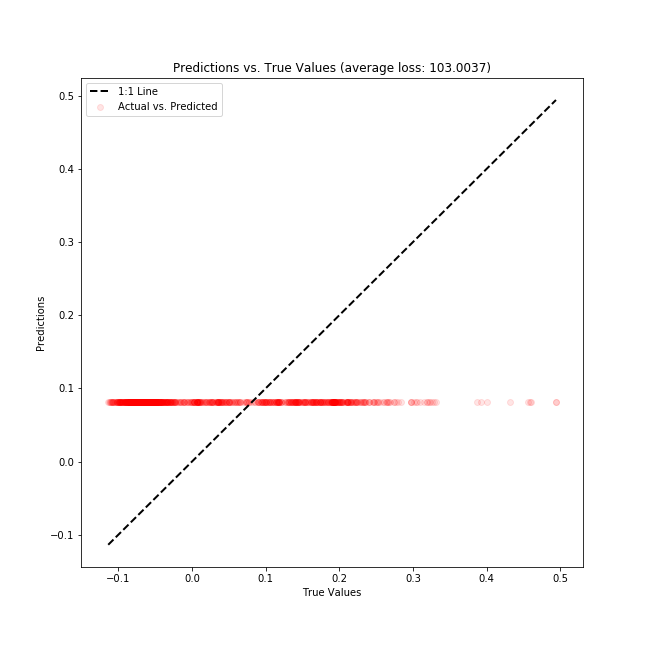 Predictions vs. True Values (average loss: 103.0037)
1:1 Line
Actual vs. Predicted
0.5
0.4
0.3
0.2
0.1
0.0
−0.1
Predictions
−0.1 0.0 0.1 0.2 0.3 0.4 0.5
True Values